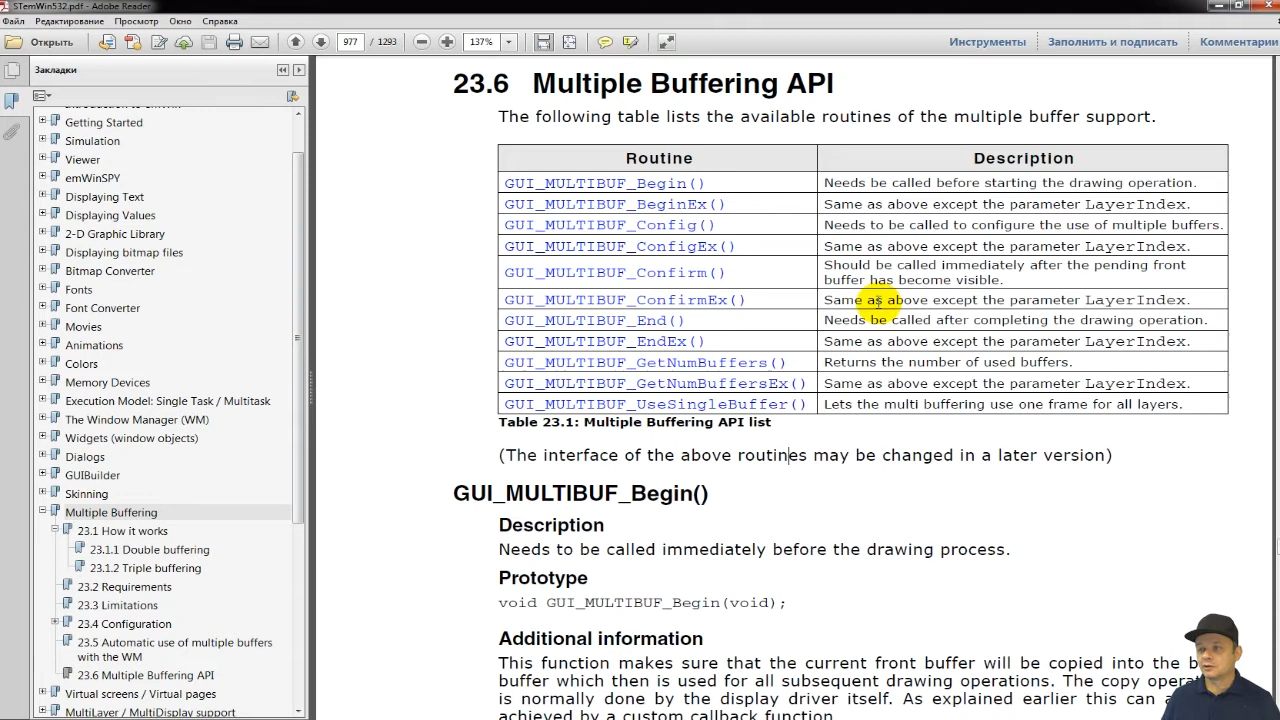 STemWin532.pdf - Adobe Reader
Файл Редактирование Просмотр Окно Справка
Открыть
977 / 1293
137%
Инструменты
Заполнить и подписать
Комментарии
Закладки
Getting Started
Simulation
Viewer
emWinSPY
Displaying Text
Displaying Values
2-D Graphic Library
Displaying bitmap files
Bitmap Converter
Fonts
Font Converter
Movies
Animations
Colors
Memory Devices
Execution Model: Single Task / Multitask
The Window Manager (WM)
Widgets (window objects)
Dialogs
GUIBuilder
Skinning
Multiple Buffering
23.1 How it works
23.1.1 Double buffering
23.1.2 Triple buffering
23.2 Requirements
23.3 Limitations
23.4 Configuration
23.5 Automatic use of multiple buffers
with the WM
23.6 Multiple Buffering API
Virtual screens / Virtual pages
MultiLayer / MultiDisplay support
23.6 Multiple Buffering API
The following table lists the available routines of the multiple buffer support.
Routine Description
GUI_MULTIBUF_Begin() Needs be called before starting the drawing operation.
GUI_MULTIBUF_BeginEx() Same as above except the parameter LayerIndex.
GUI_MULTIBUF_Config() Needs to be called to configure the use of multiple buffers.
GUI_MULTIBUF_ConfigEx() Same as above except the parameter LayerIndex.
GUI_MULTIBUF_Confirm() Should be called immediately after the pending front
buffer has become visible.
GUI_MULTIBUF_ConfirmEx() Same as above except the parameter LayerIndex.
GUI_MULTIBUF_End() Needs be called after completing the drawing operation.
GUI_MULTIBUF_EndEx() Same as above except the parameter LayerIndex.
GUI_MULTIBUF_GetNumBuffers() Returns the number of used buffers.
GUI_MULTIBUF_GetNumBuffersEx() Same as above except the parameter LayerIndex.
GUI_MULTIBUF_UseSingleBuffer() Lets the multi buffering use one frame for all layers.
Table 23.1: Multiple Buffering API list
(The interface of the above routines may be changed in a later version)
GUI_MULTIBUF_Begin()
Description
Needs to be called immediately before the drawing process.
Prototype
void GUI_MULTIBUF_Begin(void);
Additional information
This function makes sure that the current front buffer will be copied into the b
buffer which then is used for all subsequent drawing operations. The copy opera
is normally done by the display driver itself. As explained earlier this can a
achieved by a custom callback function.